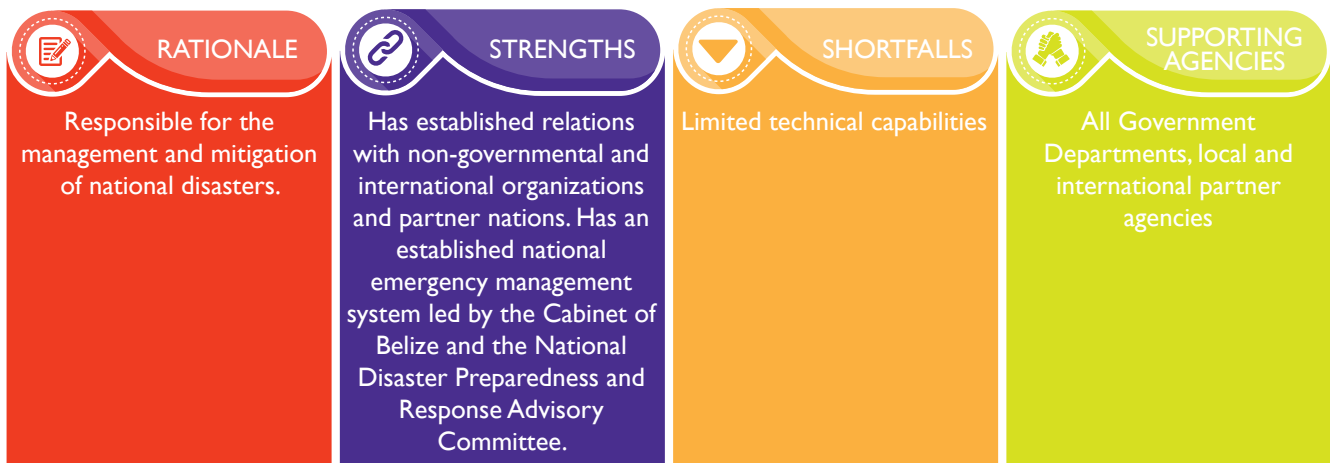 RATIONALE
Responsible for the
management and mitigation
of national disasters.
STRENGTHS
Has established relations
with non-governmental and
international organizations
and partner nations. Has an
established national
emergency management
system led by the Cabinet of
Belize and the National
Disaster Preparedness and
Response Advisory
Committee.
SHORTFALLS
Limited technical capabilities
SUPPORTING
AGENCIES
All Government
Departments, local and
international partner
agencies